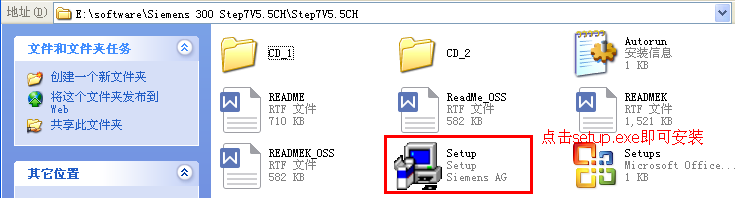 地址(D) E:\software\Siemens 300 Step7V5.5CH\Step7V5.5CH
文件和文件夹任务
创建一个新文件夹
将这个文件夹发布到
Web
共享此文件夹
其它位置
CD_1
CD_2
Autorun
安装信息
1 KB
README
RTF 文件
710 KB
ReadMe_OSS
RTF 文件
582 KB
READMEK
RTF 文件
1,521 KB
点击setup.exe即可安装
READMEK_OSS
RTF 文件
582 KB
Setup
Setup
Siemens AG
Setups
Microsoft Office...
1 KB